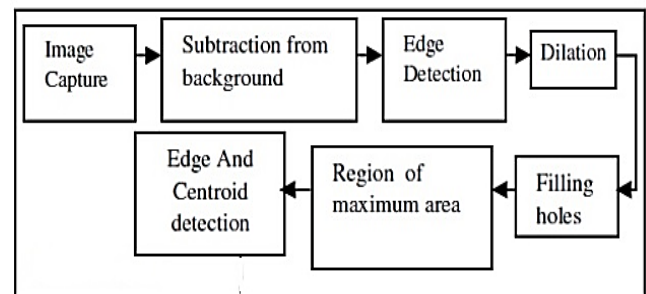 Image
Capture
Subtraction from
background
Edge
Detection
Dilation
Filling
holes
Region of
maximum area
Edge And
Centroid
detection